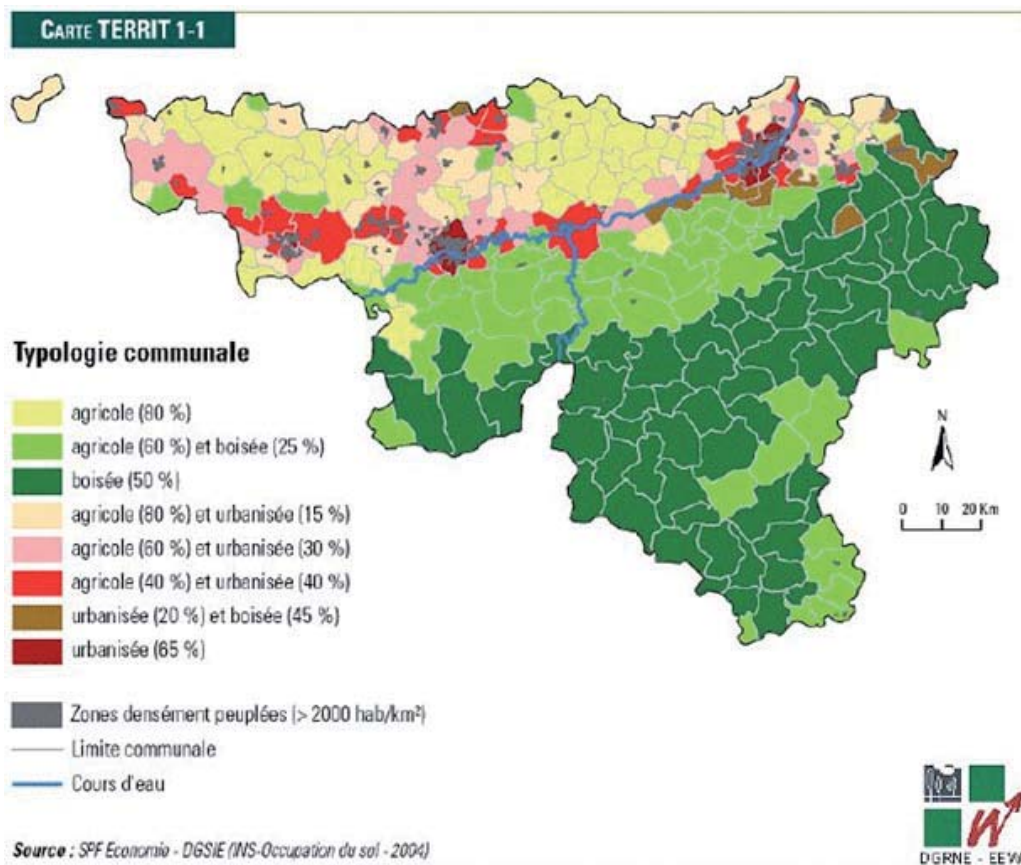 CARTE TERRIT 1-1
Typologie communale
agricole (80 %)
agricole (60 %) et boisée (25 %)
boisée (50 %)
agricole (80 %) et urbanisée (15 %)
agricole (60 %) et urbanisée (30 %)
agricole (40 %) et urbanisée (40 %)
urbanisée (20 %) et boisée (45 %)
urbanisée (65 %)
Zones densément peuplées (> 2000 hab/km²)
Limite communale
Cours d'eau
N
0 10 20 Km
Source : SPF Economie - DGSIE (INS-Occupation du sol - 2004)
W
DGRNE - EEW